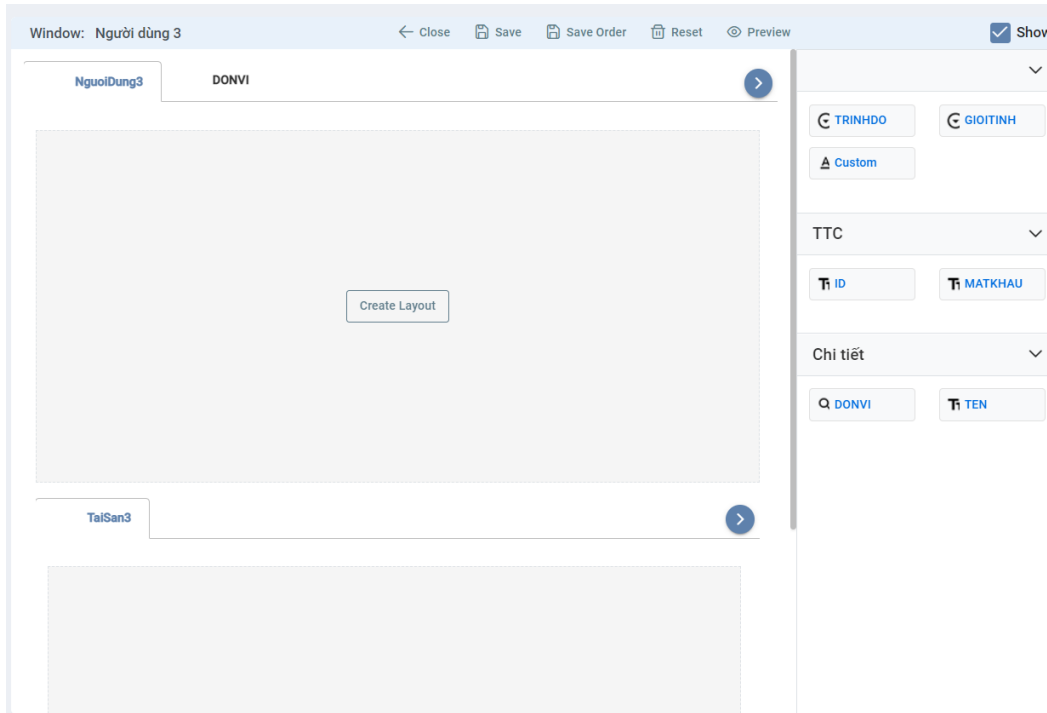 Window: Người dùng 3
Close
Save
Save Order
Reset
Preview
Show
NguoiDung3
DONVI
TRINHDO
GIOITINH
Custom
TTC
ID
MATKHAU
Create Layout
Chi tiết
DONVI
TEN
TaiSan3